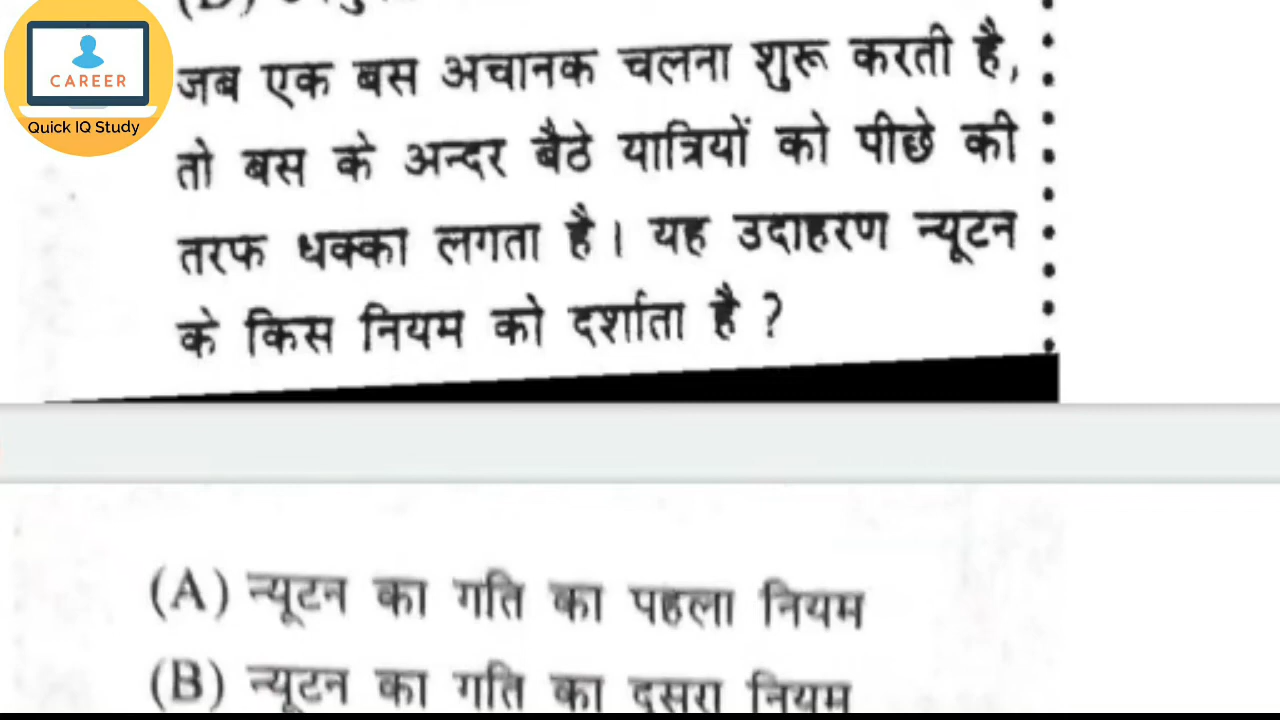 CAREER
Quick IQ Study
(D)
जब एक बस अचानक चलना शुरू करती है,
तो बस के अन्दर बैठे यात्रियों को पीछे की
तरफ धक्का लगता है। यह उदाहरण न्यूटन
के किस नियम को दर्शाता है ?
(A) न्यूटन का गति का पहला नियम
(B) न्यूटन का गति का दूसरा नियम